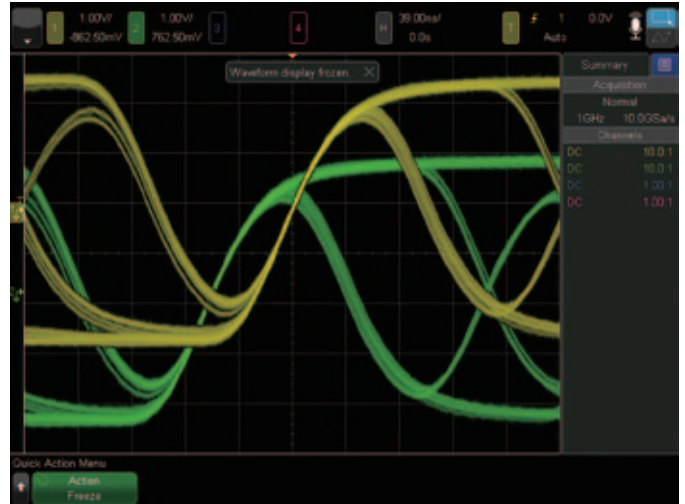 1 1.00V/ 2 1.00V/ 3 4 H 39.00ns/ T 1 0.0V
-862.50mV 762.50mV 0.0s Auto
Waveform display frozen
Summary
Acquisition
Normal
1GHz 10.0GSa/s
Channels
DC 10.0:1
DC 10.0:1
DC 1.00:1
DC 1.00:1
Quick Action Menu
Action
Freeze